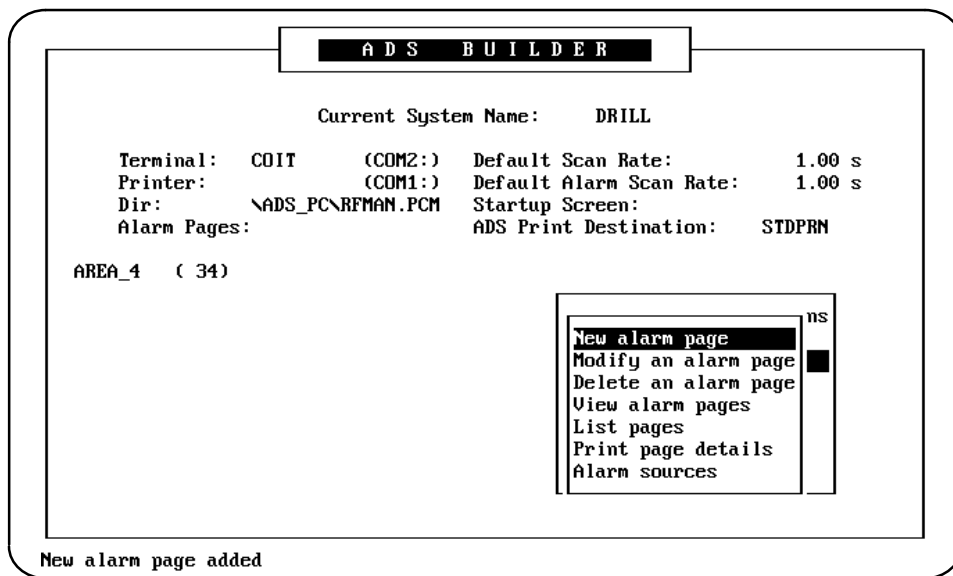 ADS BUILDER
Current System Name: DRILL
Terminal: COIT (COM2:) Default Scan Rate: 1.00 s
Printer: (COM1:) Default Alarm Scan Rate: 1.00 s
Dir: \ADS_PC\RFMAN.PCM Startup Screen:
Alarm Pages: ADS Print Destination: STDPRN
AREA_4 ( 34)
ns
New alarm page
Modify an alarm page
Delete an alarm page
View alarm pages
List pages
Print page details
Alarm sources
New alarm page added